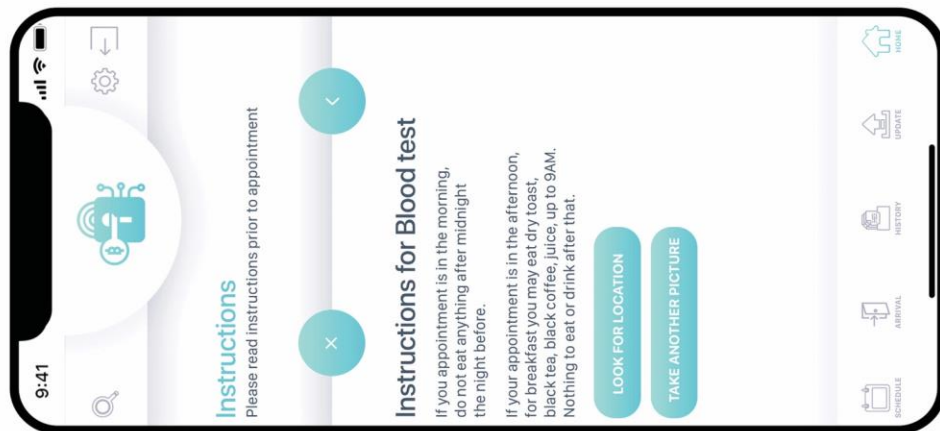 9:41
Instructions
Please read instructions prior to appointment
Instructions for Blood test
If you appointment is in the morning,
do not eat anything after midnight
the night before.
If your appointment is in the afternoon,
for breakfast you may eat dry toast,
black tea, black coffee, juice, up to 9AM.
Nothing to eat or drink after that.
LOOK FOR LOCATION
TAKE ANOTHER PICTURE
SCHEDULE
ARRIVAL
HISTORY
UPDATE
HOME